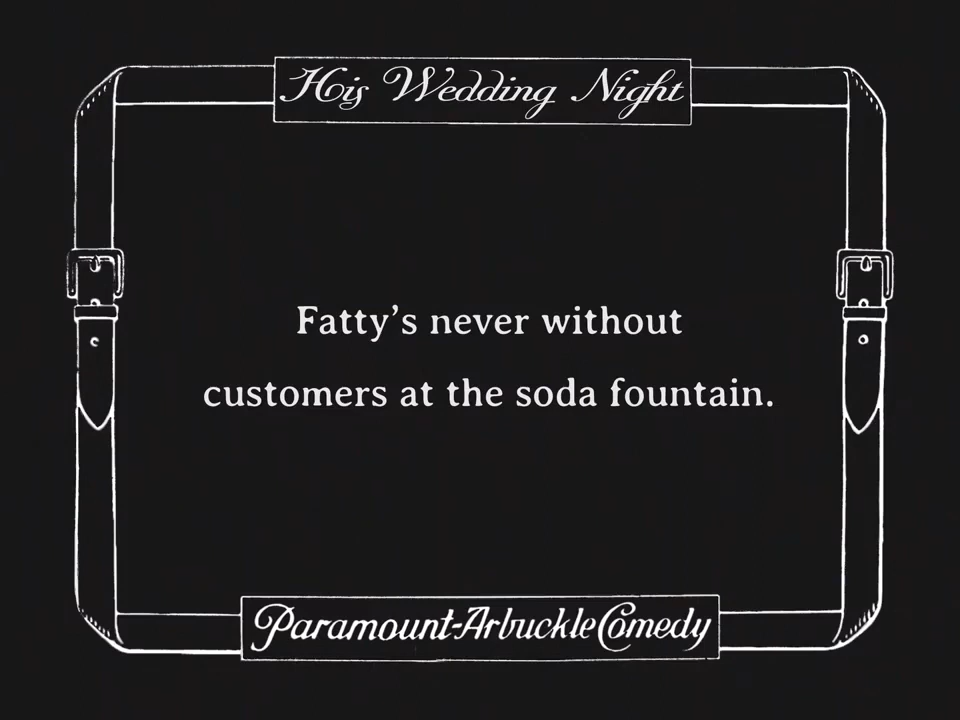 His Wedding Night
Fatty's never without
customers at the soda fountain.
Paramount-Arbuckle Comedy